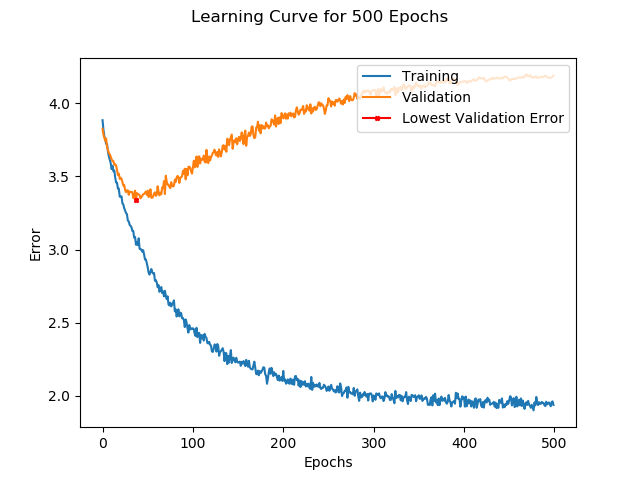 Learning Curve for 500 Epochs
Training
Validation
Lowest Validation Error
4.0
3.5
3.0
2.5
2.0
Error
0
100
200
300
400
500
Epochs